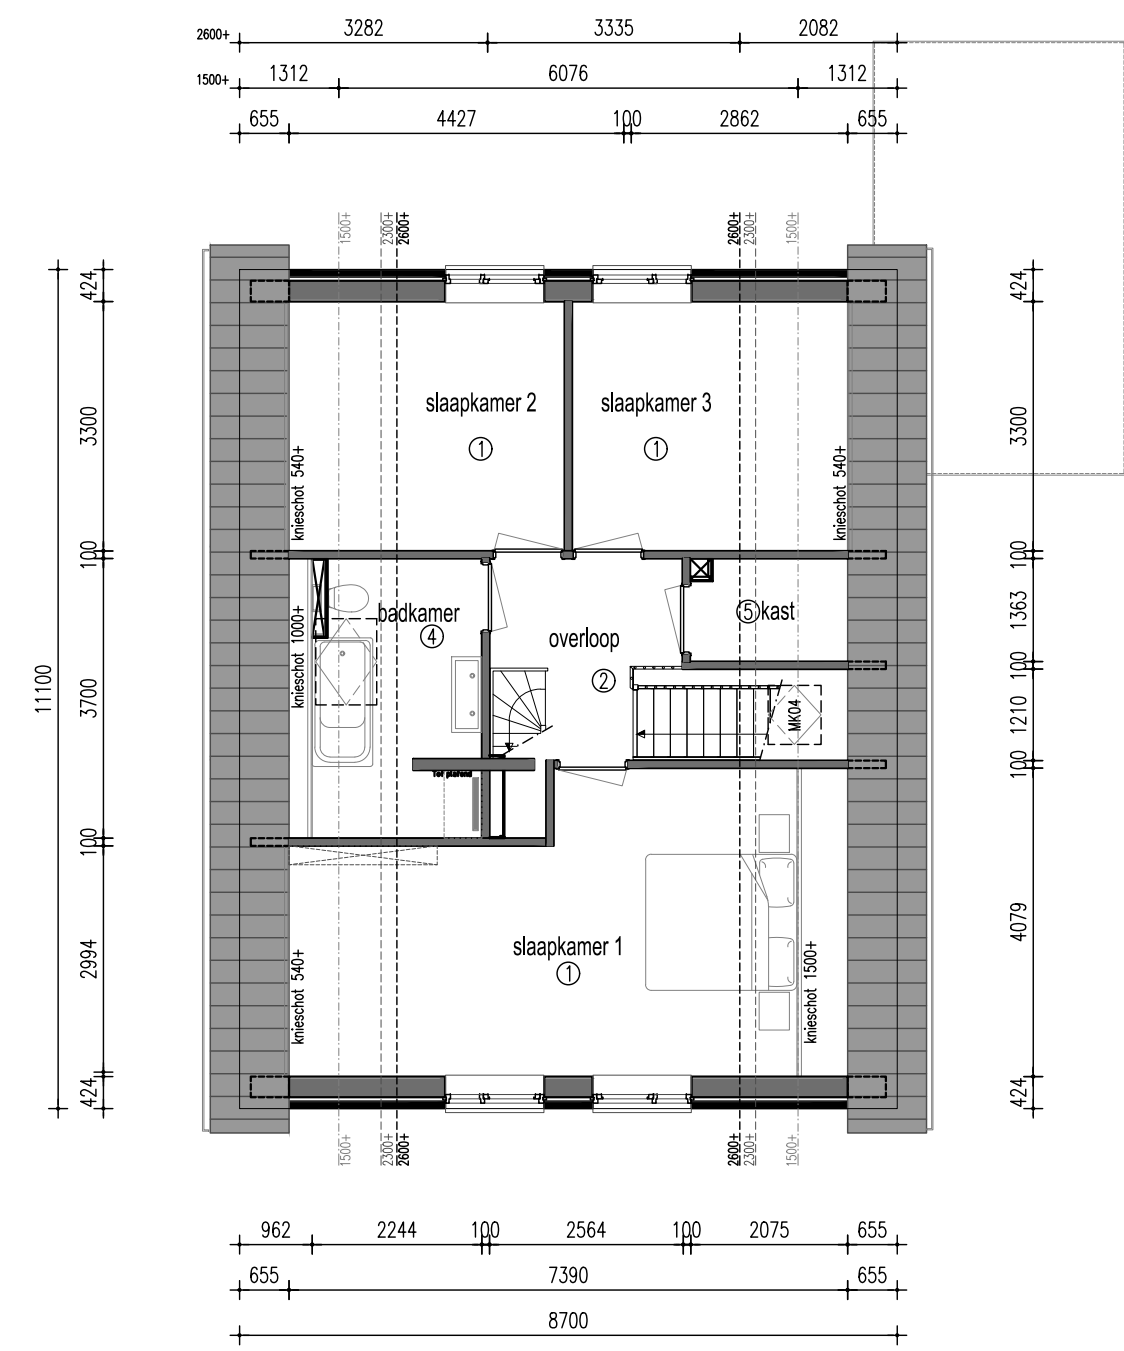 2600+ 3282 3335 2082
1500+ 1312 6076 1312
655 4427 100 2862 655
1500+ 2300+ 2600+ 2600+ 2300+ 1500+
424 424
slaapkamer 2 slaapkamer 3
1 1
3300 3300
knieschot 540+ knieschot 540+
100 100
badkamer
4
5 kast
1363
knieschot 1000+
overloop
2
11100
3700
100
1210
MK04
100
Tot plafond
100
slaapkamer 1
1
2994
4079
knieschot 540+ knieschot 1500+
424 424
1500+ 2300+ 2600+ 2600+ 2300+ 1500+
962 2244 100 2564 100 2075 655
655 7390 655
8700